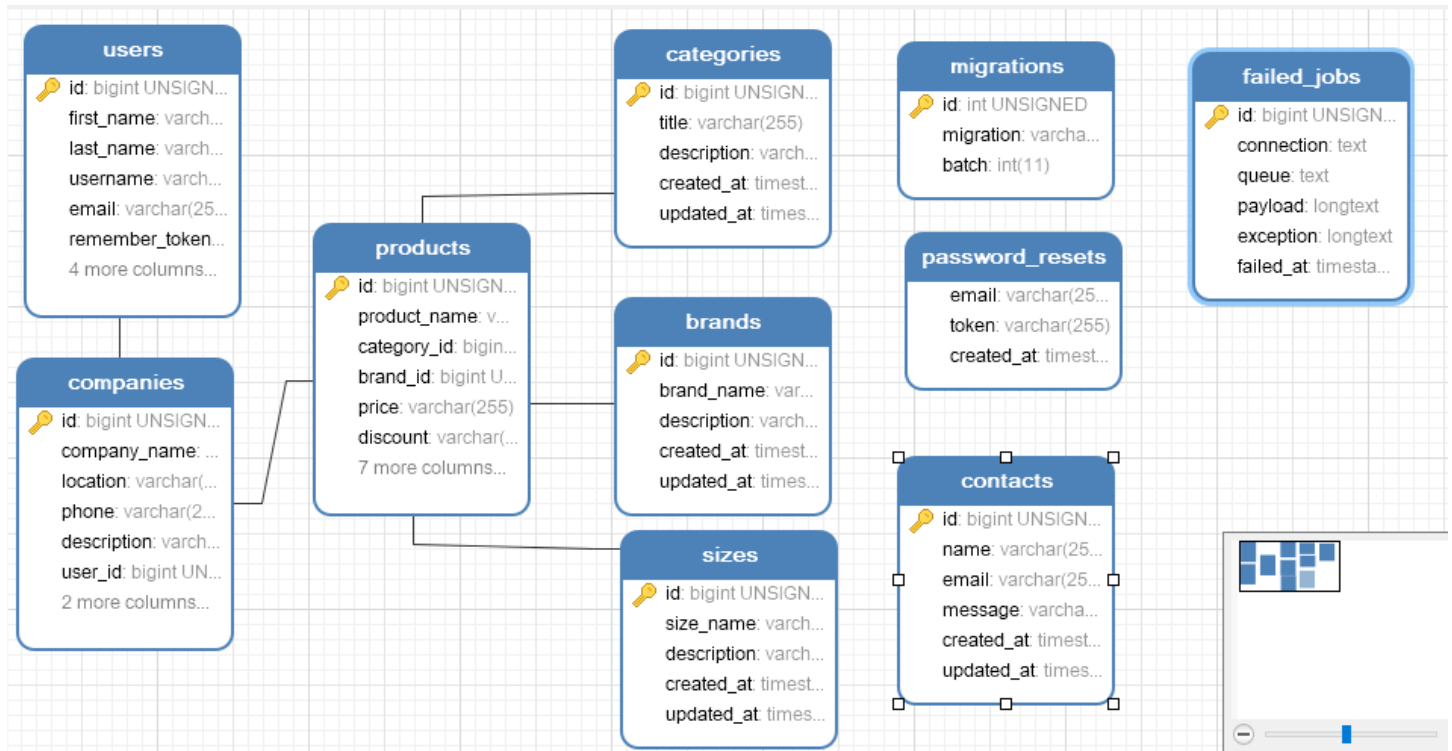 users
id: bigint UNSIGN...
first_name: varch...
last_name: varch...
username: varch...
email: varchar(25...
remember_token...
4 more columns...
companies
id: bigint UNSIGN...
company_name: ...
location: varchar(...
phone: varchar(2...
description: varch...
user_id: bigint UN...
2 more columns...
products
id: bigint UNSIGN...
product_name: v...
category_id: bigin...
brand_id: bigint U...
price: varchar(255)
discount: varchar(...
7 more columns...
categories
id: bigint UNSIGN...
title: varchar(255)
description: varch...
created_at: timest...
updated_at: times...
brands
id: bigint UNSIGN...
brand_name: var...
description: varch...
created_at: timest...
updated_at: times...
sizes
id: bigint UNSIGN...
size_name: varch...
description: varch...
created_at: timest...
updated_at: times...
migrations
id: int UNSIGNED
migration: varcha...
batch: int(11)
password_resets
email: varchar(25...
token: varchar(255)
created_at: timest...
contacts
id: bigint UNSIGN...
name: varchar(25...
email: varchar(25...
message: varcha...
created_at: timest...
updated_at: times...
failed_jobs
id: bigint UNSIGN...
connection: text
queue: text
payload: longtext
exception: longtext
failed_at: timesta...